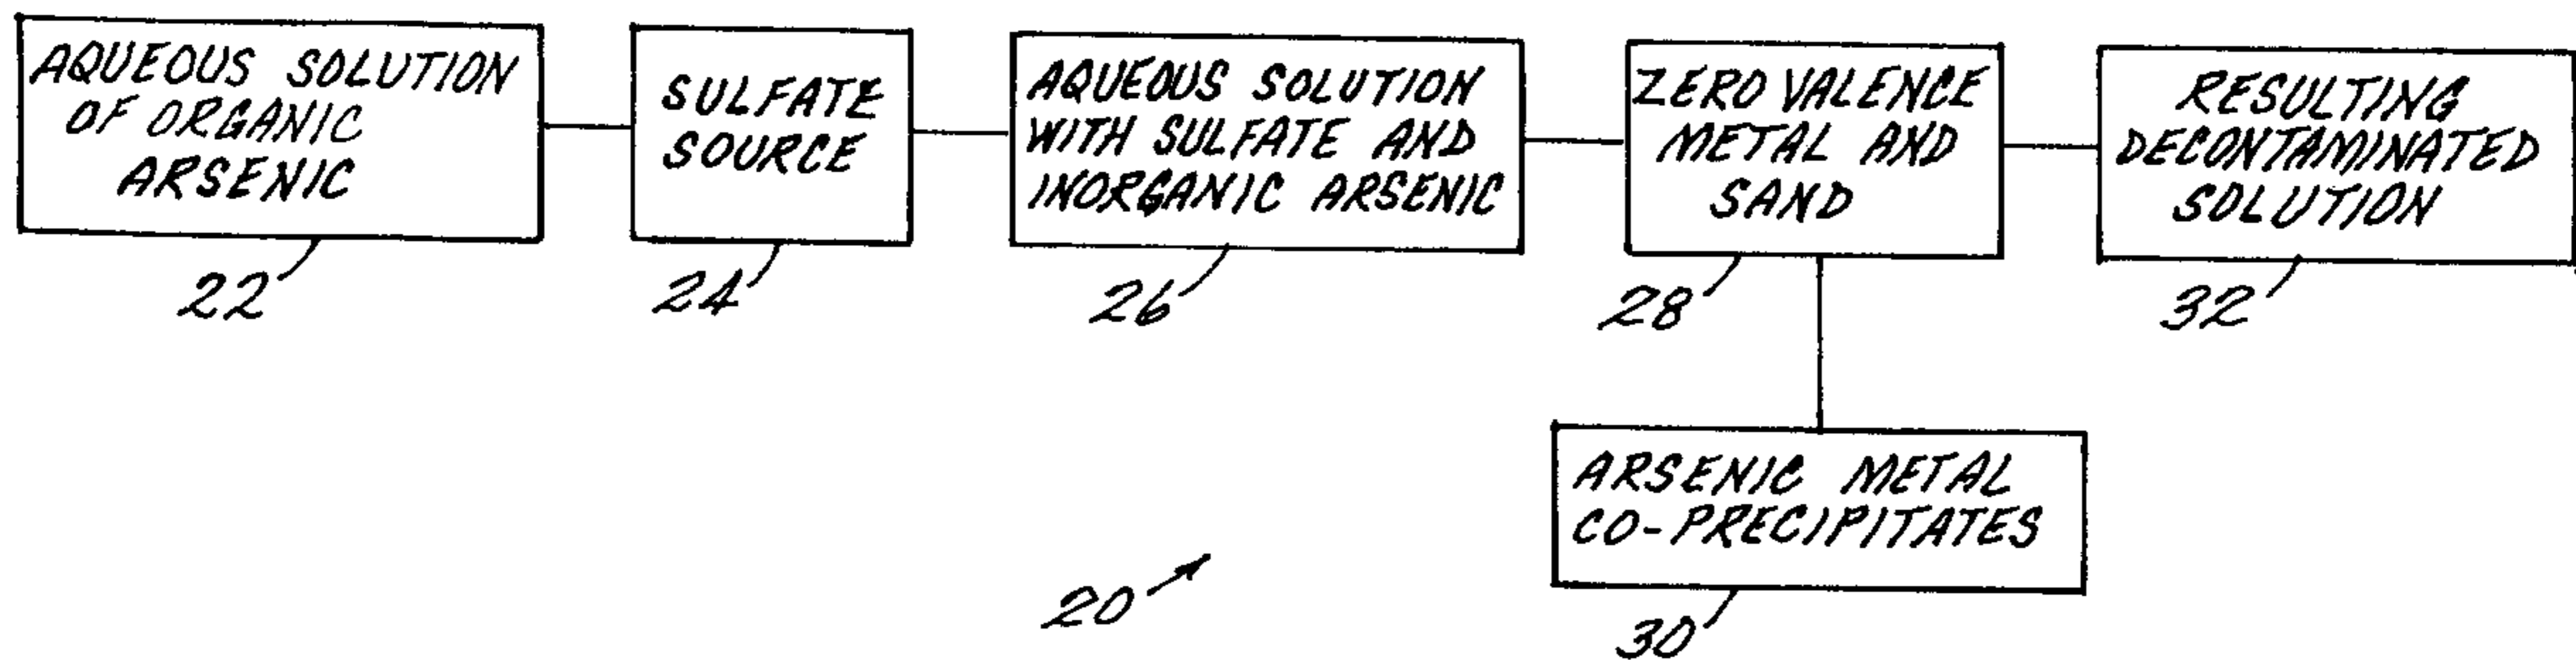 AQUEOUS SOLUTION
OF ORGANIC
ARSENIC
22
SULFATE
SOURCE
24
AQUEOUS SOLUTION
WITH SULFATE AND
INORGANIC ARSENIC
26
ZERO VALENCE
METAL AND
SAND
28
RESULTING
DECONTAMINATED
SOLUTION
32
ARSENIC METAL
CO-PRECIPITATES
30
20